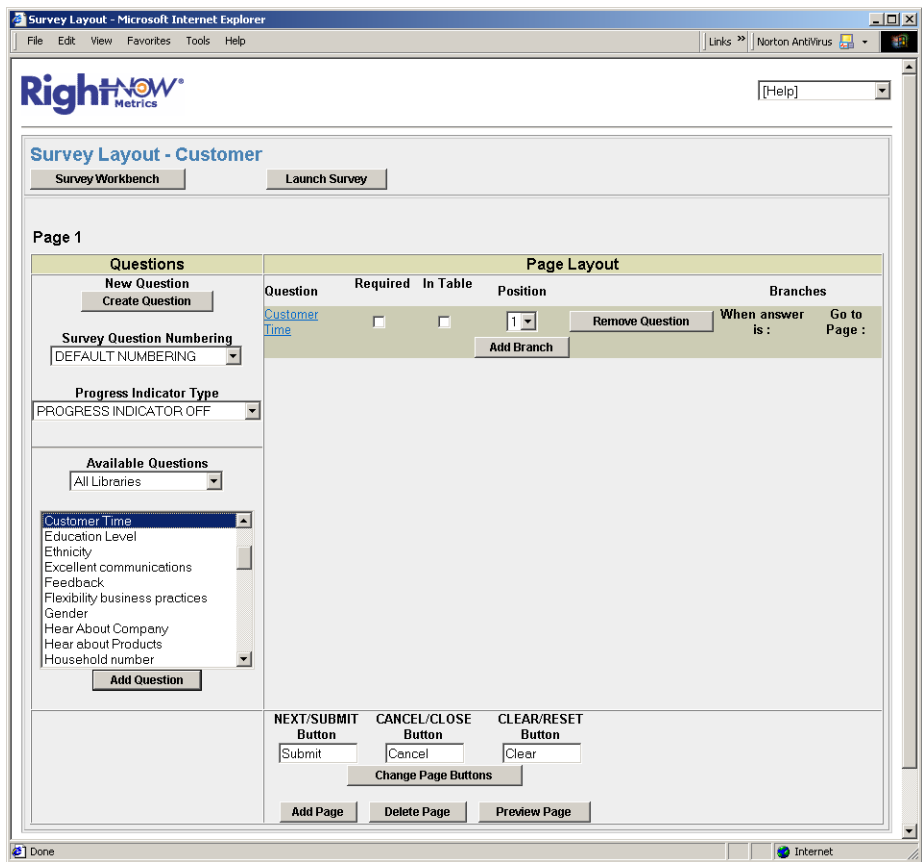 Survey Layout - Microsoft Internet Explorer
File Edit View Favorites Tools Help
Links » Norton AntiVirus
RightNOW®
Metrics
[Help]
Survey Layout - Customer
Survey Workbench
Launch Survey
Page 1
Questions
Page Layout
New Question
Create Question
Survey Question Numbering
DEFAULT NUMBERING
Progress Indicator Type
PROGRESS INDICATOR OFF
Available Questions
All Libraries
Customer Time
Education Level
Ethnicity
Excellent communications
Feedback
Flexibility business practices
Gender
Hear About Company
Hear about Products
Household number
Add Question
Question Required In Table Position Branches
Customer
Time
1
Remove Question
When answer
is :
Go to
Page :
Add Branch
NEXT/SUBMIT
Button
Submit
CANCEL/CLOSE
Button
Cancel
CLEAR/RESET
Button
Clear
Change Page Buttons
Add Page
Delete Page
Preview Page
Done
Internet